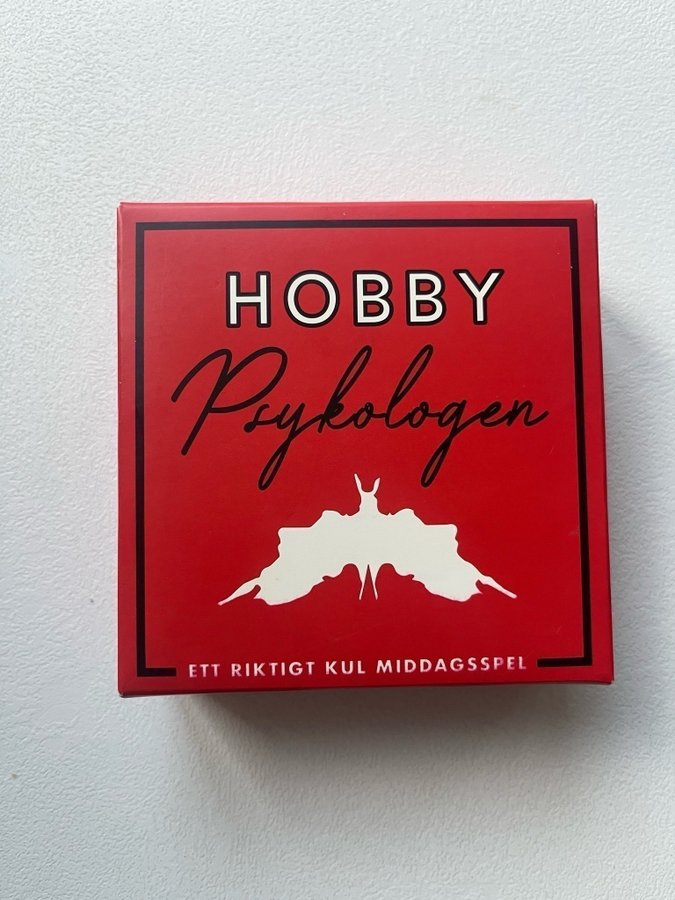 HOBBY
Psykologen
ETT RIKTIGT KUL MIDDAGSSPEL